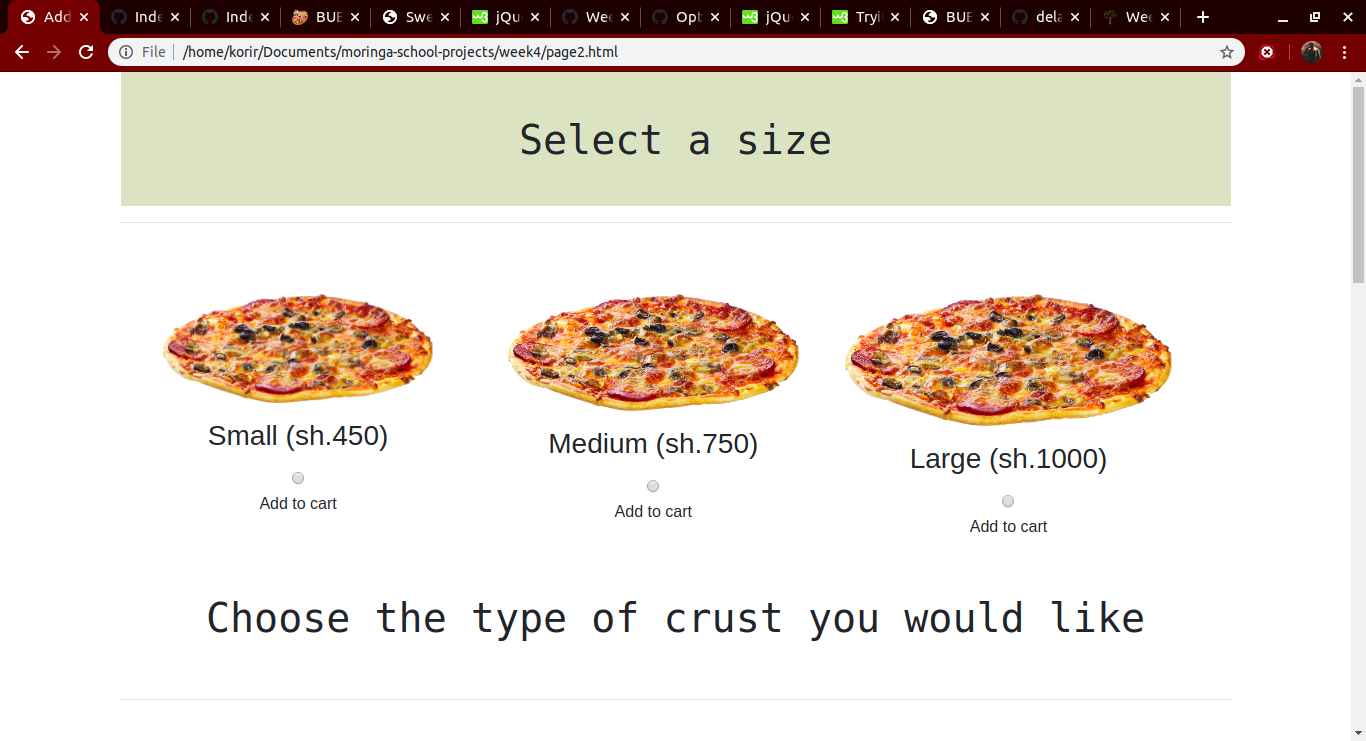 Add Inde Inde BUB Swe jQu Wee Opt jQu Tryi BUB dela Wee
File /home/korir/Documents/moringa-school-projects/week4/page2.html
Select a size
Small (sh.450) Medium (sh.750) Large (sh.1000)
Add to cart Add to cart Add to cart
Choose the type of crust you would like